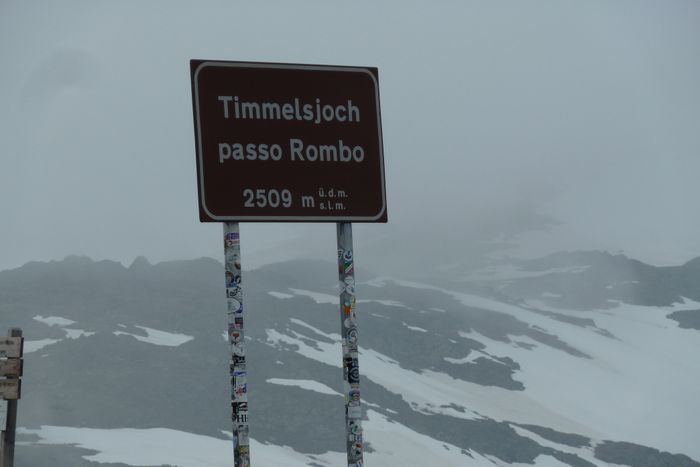 Timmelsjoch
passo Rombo
2509 m ü.d.m.
s.l.m.